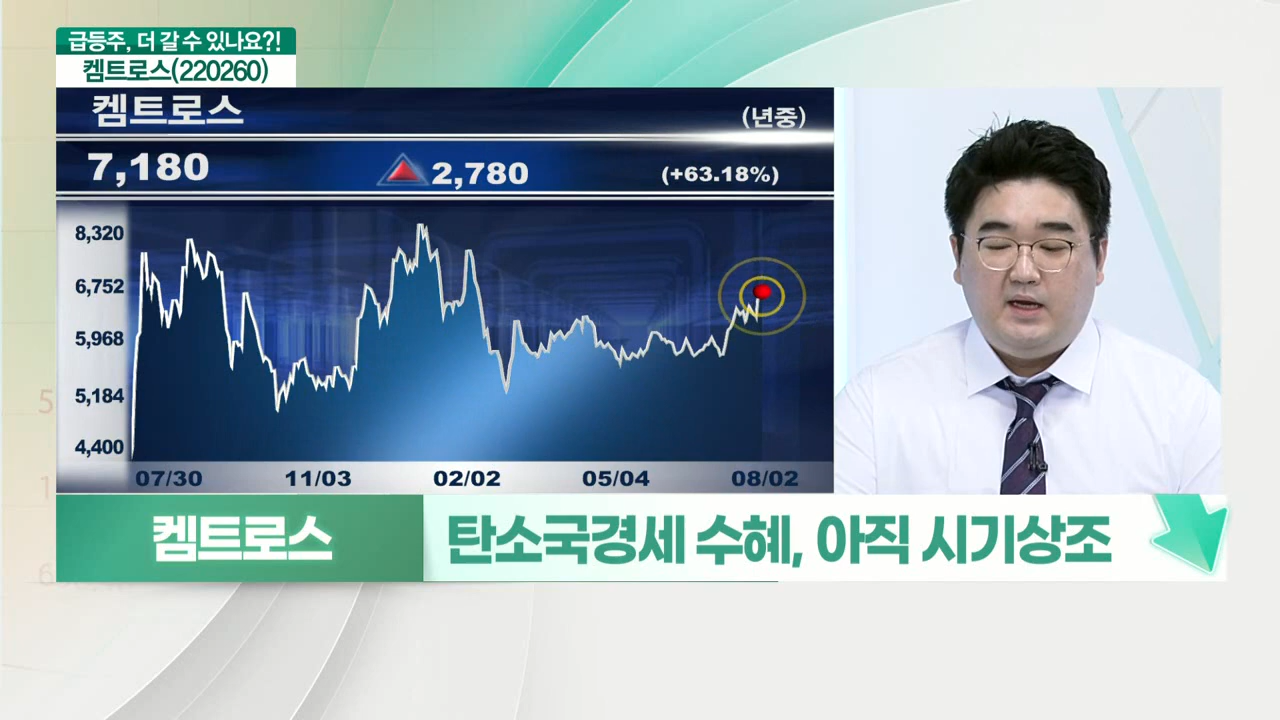 급등주, 더 갈 수 있나요?!
켐트로스(220260)
켐트로스
(년중)
7,180
2,780
(+63.18%)
8,320
6,752
5,968
5,184
4,400
07/30
11/03
02/02
05/04
08/02
켐트로스
탄소국경세 수혜, 아직 시기상조